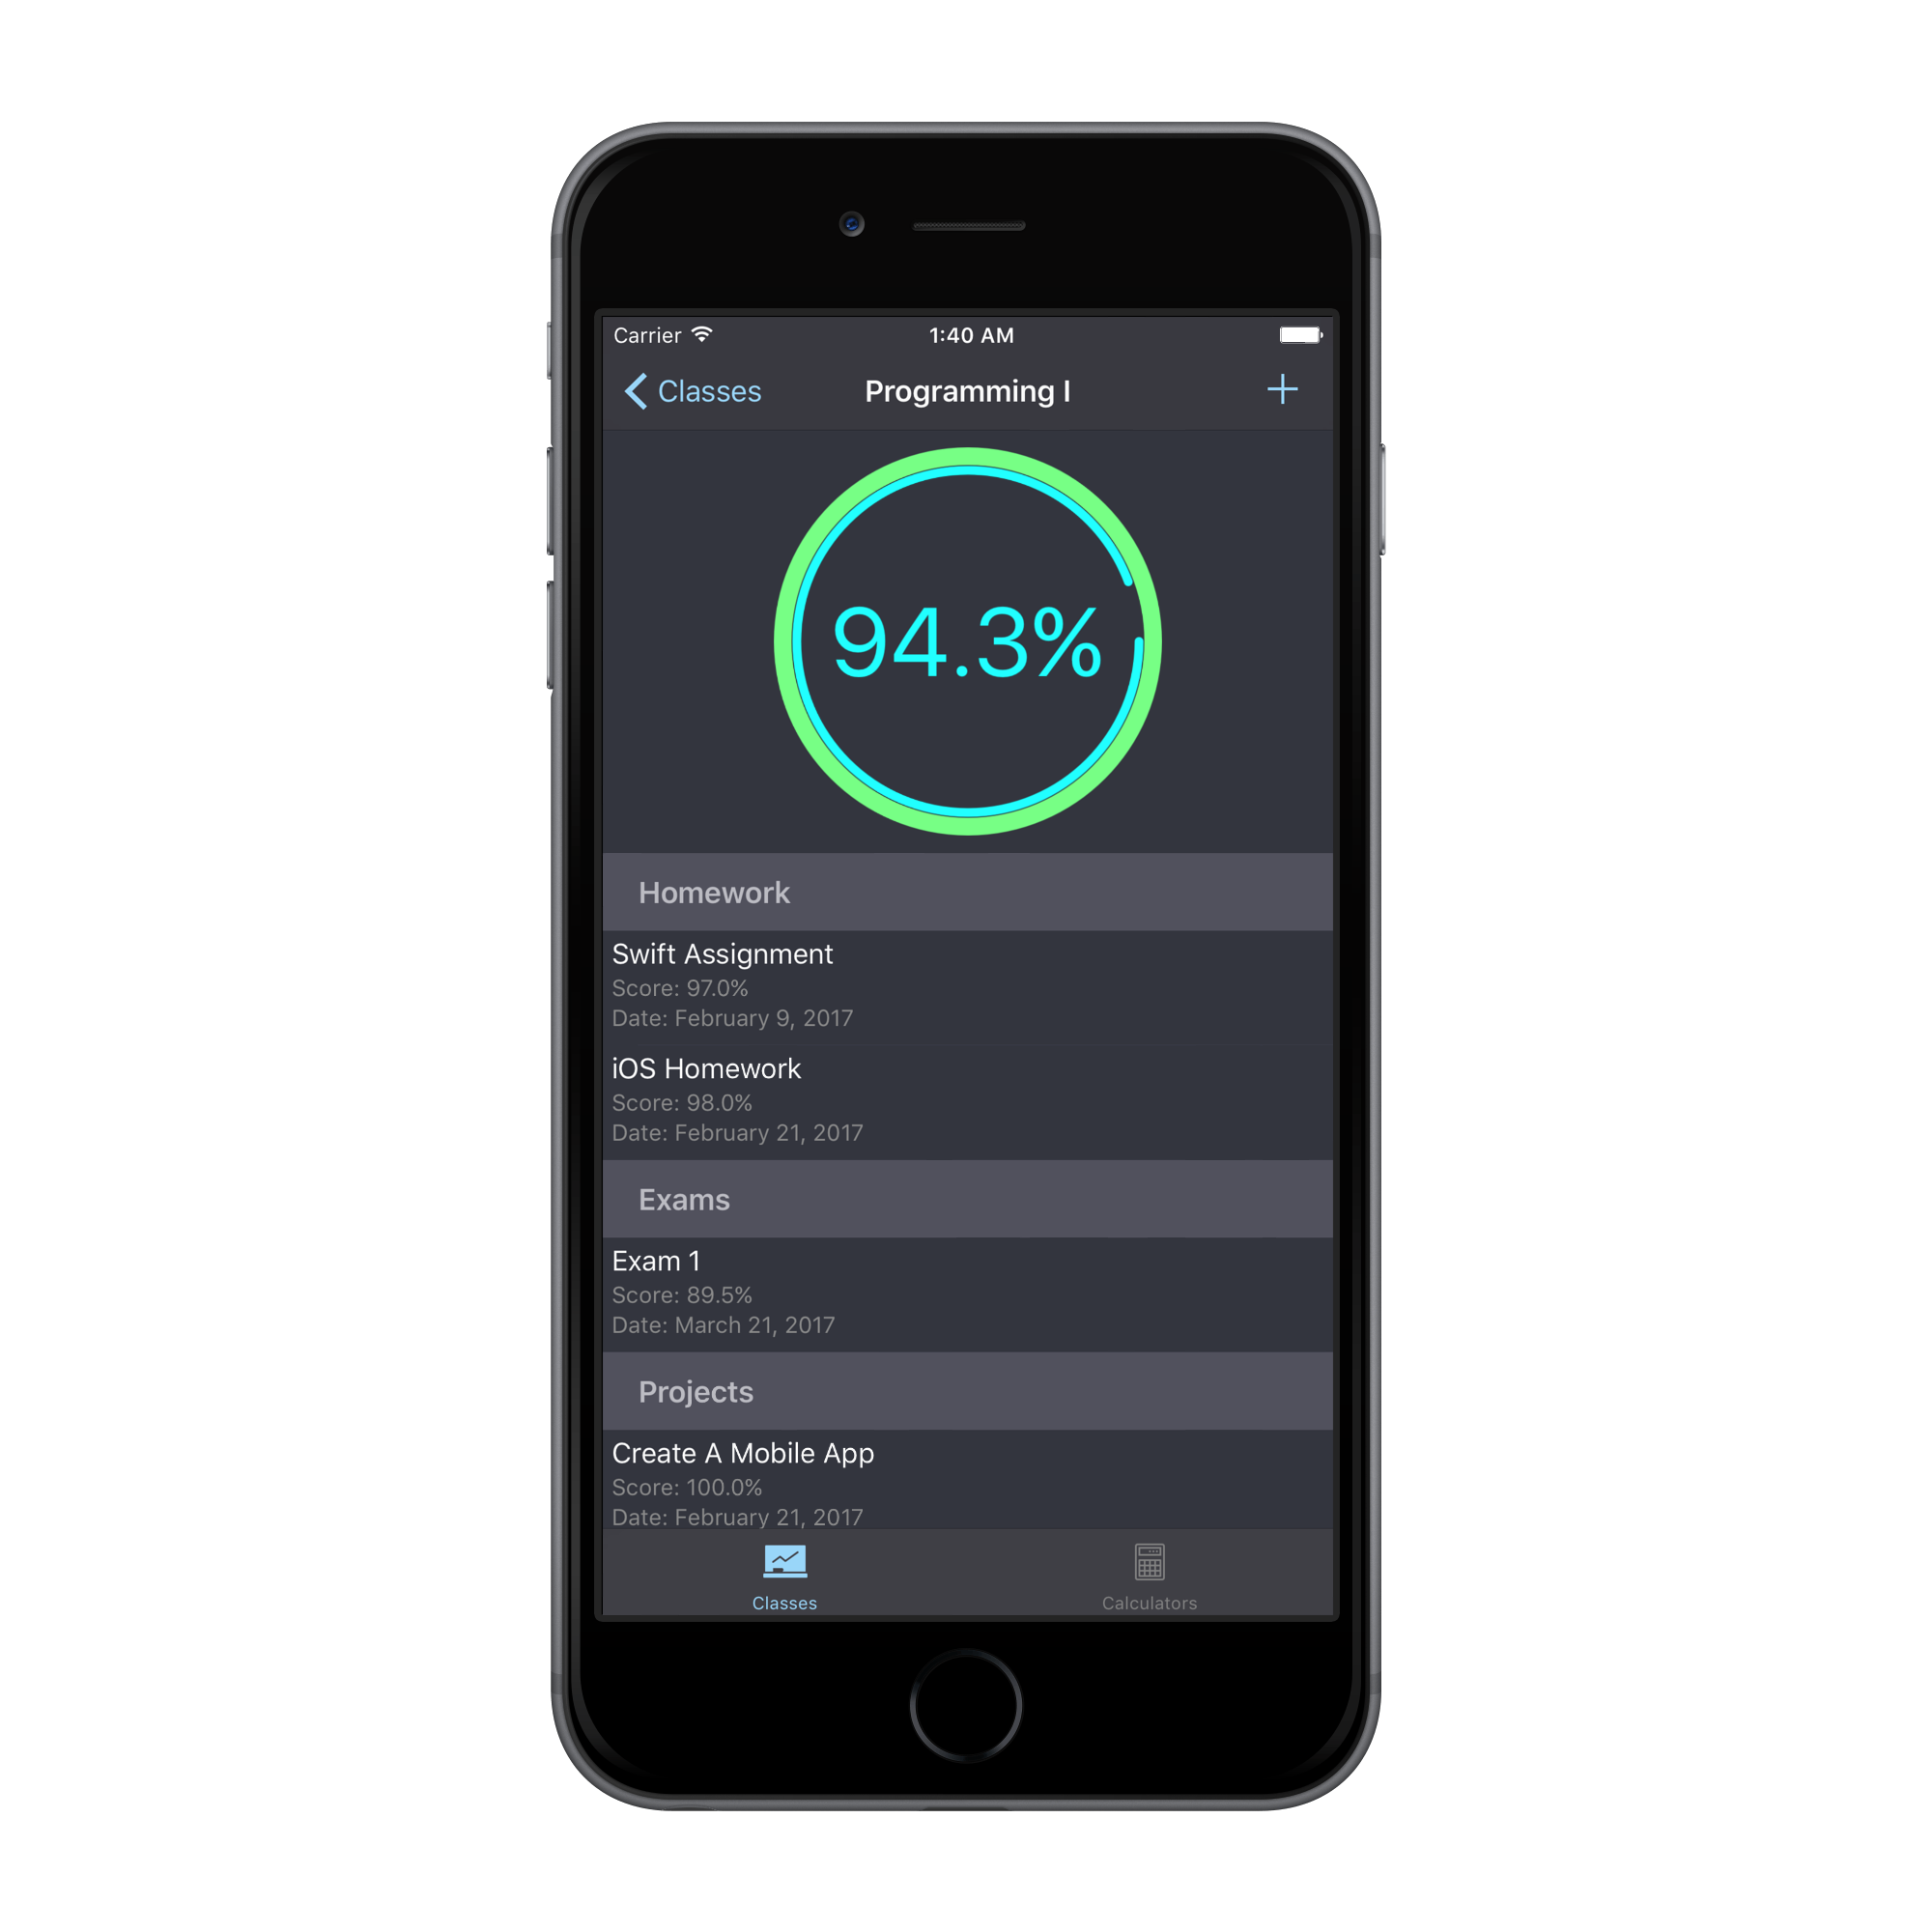 Carrier 1:40 AM
Classes Programming I +
94.3%
Homework
Swift Assignment
Score: 97.0%
Date: February 9, 2017
iOS Homework
Score: 98.0%
Date: February 21, 2017
Exams
Exam 1
Score: 89.5%
Date: March 21, 2017
Projects
Create A Mobile App
Score: 100.0%
Date: February 21, 2017
Classes Calculators